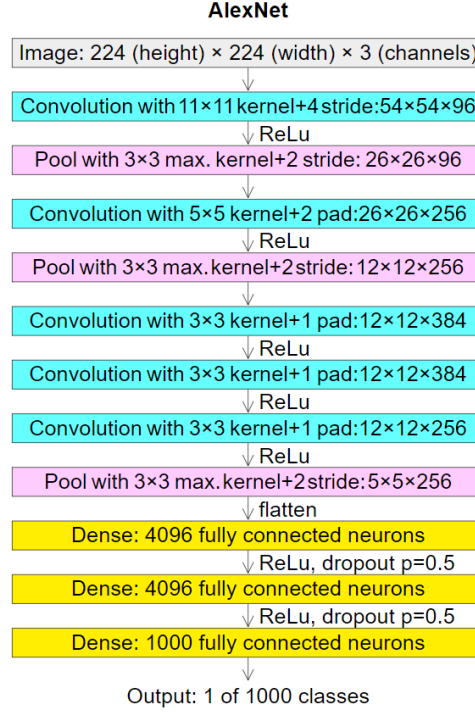 AlexNet
Image: 224 (height) × 224 (width) × 3 (channels)
Convolution with 11×11 kernel+4 stride:54×54×96
ReLu
Pool with 3×3 max. kernel+2 stride: 26×26×96
Convolution with 5×5 kernel+2 pad:26×26×256
ReLu
Pool with 3×3 max.kernel+2stride:12×12×256
Convolution with 3×3 kernel+1 pad:12×12×384
ReLu
Convolution with 3×3 kernel+1 pad:12×12×384
ReLu
Convolution with 3×3 kernel+1 pad:12×12×256
ReLu
Pool with 3×3 max.kernel+2stride:5×5×256
flatten
Dense: 4096 fully connected neurons
ReLu, dropout p=0.5
Dense: 4096 fully connected neurons
ReLu, dropout p=0.5
Dense: 1000 fully connected neurons
Output: 1 of 1000 classes